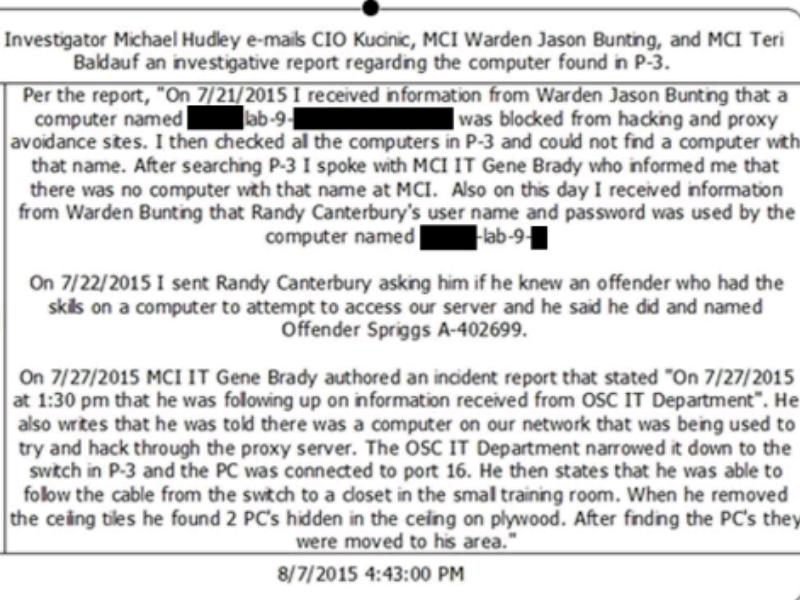 Investigator Michael Hudley e-mails CIO Kucinic, MCI Warden Jason Bunting, and MCI Teri
Baldauf an investigative report regarding the computer found in P-3.
Per the report, "On 7/21/2015 I received information from Warden Jason Bunting that a
computer named lab-9- was blocked from hacking and proxy
avoidance sites. I then checked all the computers in P-3 and could not find a computer with
that name. After searching P-3 I spoke with MCI IT Gene Brady who informed me that
there was no computer with that name at MCI. Also on this day I received information
from Warden Bunting that Randy Canterbury's user name and password was used by the
computer named -lab-9-
On 7/22/2015 I sent Randy Canterbury asking him if he knew an offender who had the
skils on a computer to attempt to access our server and he said he did and named
Offender Spriggs A-402699.
On 7/27/2015 MCI IT Gene Brady authored an incident report that stated "On 7/27/2015
at 1:30 pm that he was following up on information received from OSC IT Department". He
also writes that he was told there was a computer on our network that was being used to
try and hack through the proxy server. The OSC IT Department narrowed it down to the
switch in P-3 and the PC was connected to port 16. He then states that he was able to
follow the cable from the switch to a closet in the small training room. When he removed
the ceiling tiles he found 2 PC's hidden in the ceiling on plywood. After finding the PC's they
were moved to his area."
8/7/2015 4:43:00 PM